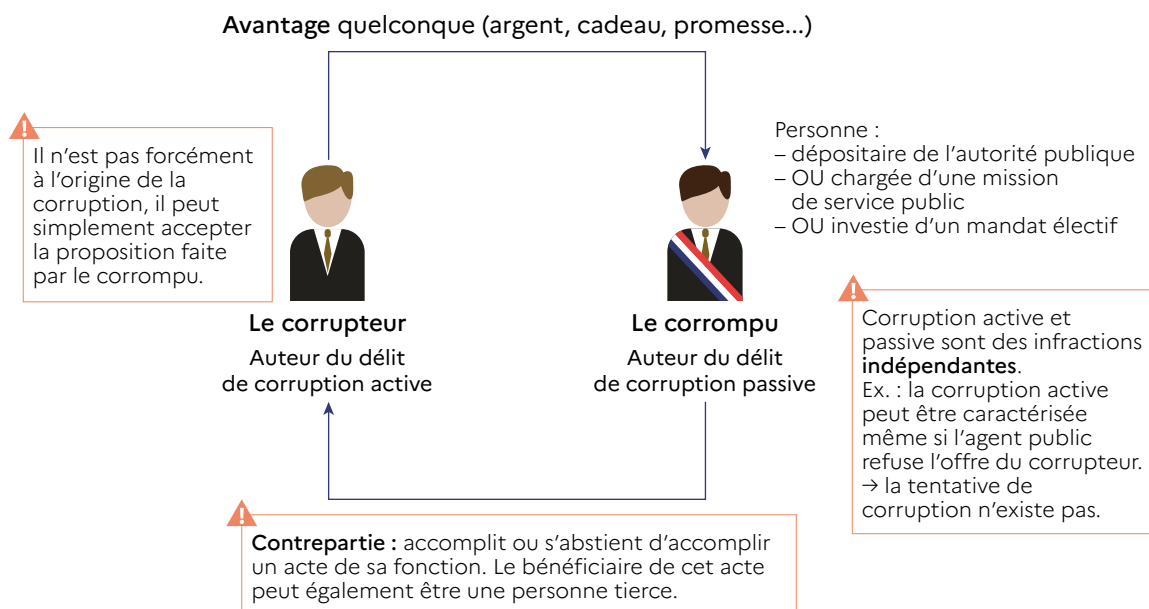 Avantage quelconque (argent, cadeau, promesse...)
Il n’est pas forcément
à l’origine de la
corruption, il peut
simplement accepter
la proposition faite
par le corrompu.
Personne :
– dépositaire de l’autorité publique
– OU chargée d’une mission
de service public
– OU investie d’un mandat électif
Le corrupteur
Auteur du délit
de corruption active
Le corrompu
Auteur du délit
de corruption passive
Corruption active et
passive sont des infractions
indépendantes.
Ex. : la corruption active
peut être caractérisée
même si l’agent public
refuse l’offre du corrupteur.
→ la tentative de
corruption n’existe pas.
Contrepartie : accomplit ou s’abstient d’accomplir
un acte de sa fonction. Le bénéficiaire de cet acte
peut également être une personne tierce.